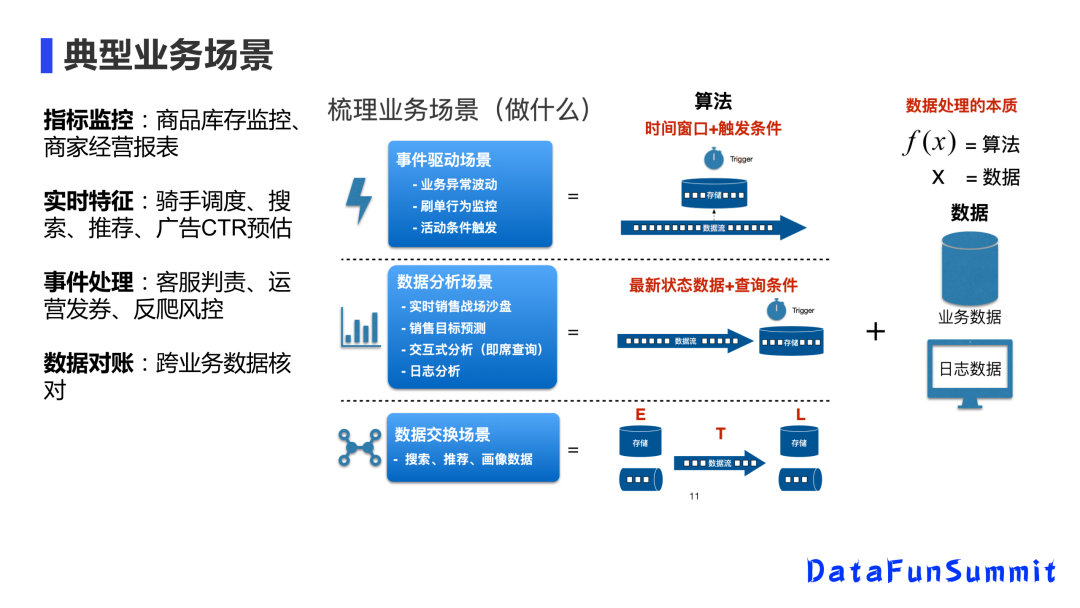 典型业务场景
指标监控：商品库存监控、
商家经营报表
实时特征：骑手调度、搜
索、推荐、广告CTR预估
事件处理：客服判责、运
营发券、反爬风控
数据对账：跨业务数据核
对
梳理业务场景（做什么）
事件驱动场景
- 业务异常波动
- 刷单行为监控
- 活动条件触发
=
数据分析场景
- 实时销售战场沙盘
- 销售目标预测
- 交互式分析（即席查询）
- 日志分析
=
数据交换场景
- 搜索、推荐、画像数据
=
算法
时间窗口+触发条件
Trigger
存储
数据流
最新状态数据+查询条件
Trigger
数据流
存储
E
T
L
存储
数据流
存储
11
+
数据处理的本质
f(x) = 算法
x = 数据
数据
业务数据
日志数据
DataFunSummit